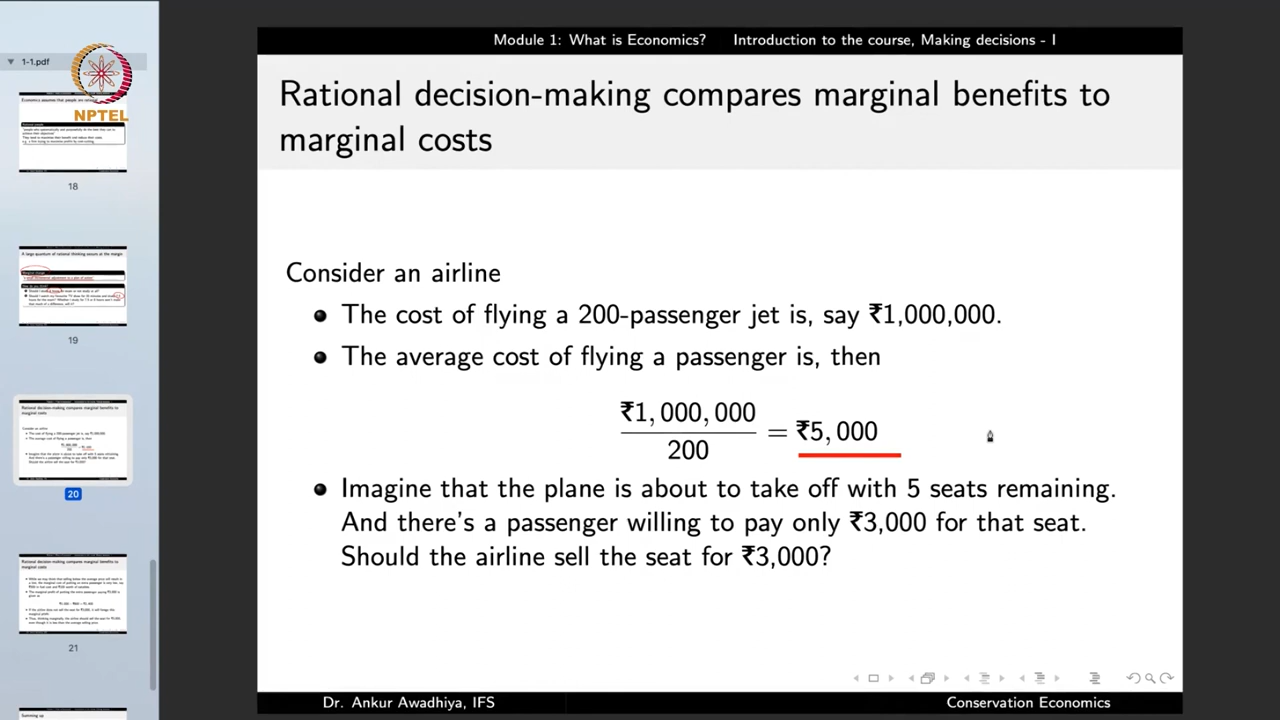 Module 1: What is Economics? Introduction to the course, Making decisions - I
1-1.pdf
NPTEL
18
19
20
21
Rational decision-making compares marginal benefits to
marginal costs
Consider an airline
The cost of flying a 200-passenger jet is, say ₹1,000,000.
The average cost of flying a passenger is, then
₹1,000,000
200
= ₹5,000
Imagine that the plane is about to take off with 5 seats remaining.
And there's a passenger willing to pay only ₹3,000 for that seat.
Should the airline sell the seat for ₹3,000?
Dr. Ankur Awadhiya, IFS
Conservation Economics